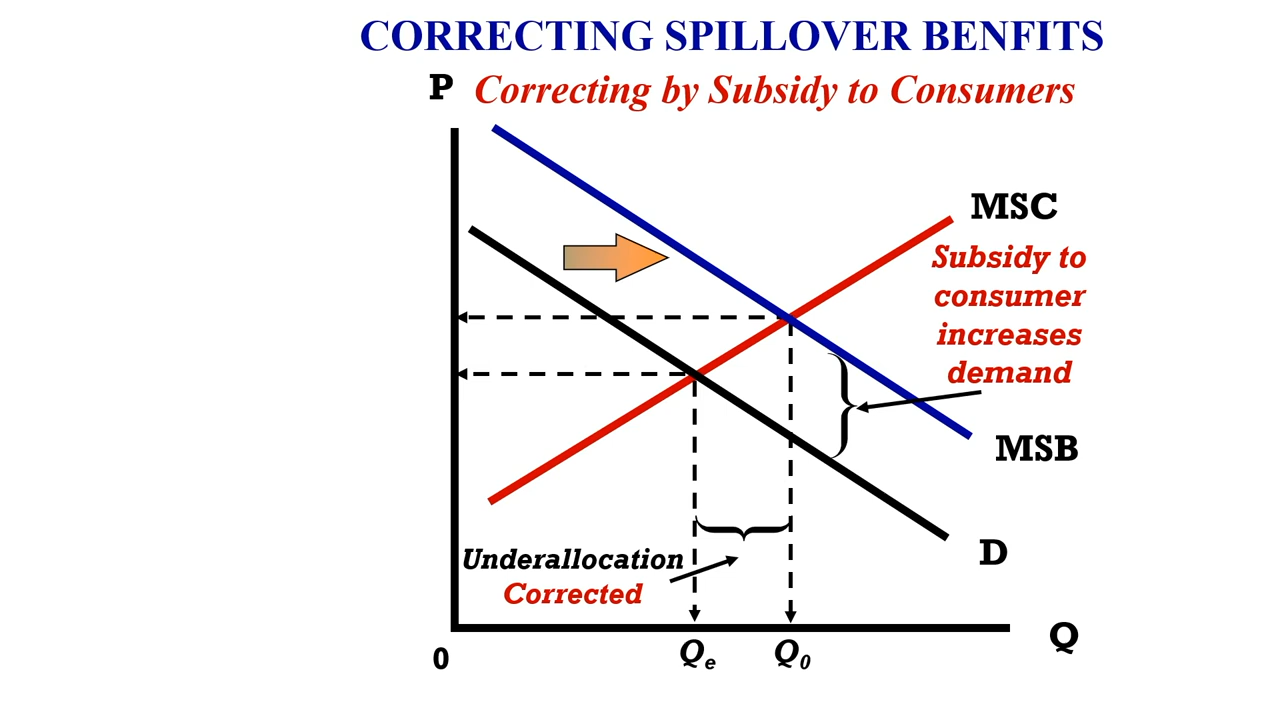 CORRECTING SPILLOVER BENFITS
P
Correcting by Subsidy to Consumers
MSC
Subsidy to
consumer
increases
demand
MSB
D
Underallocation
Corrected
0
Qe
Q0
Q